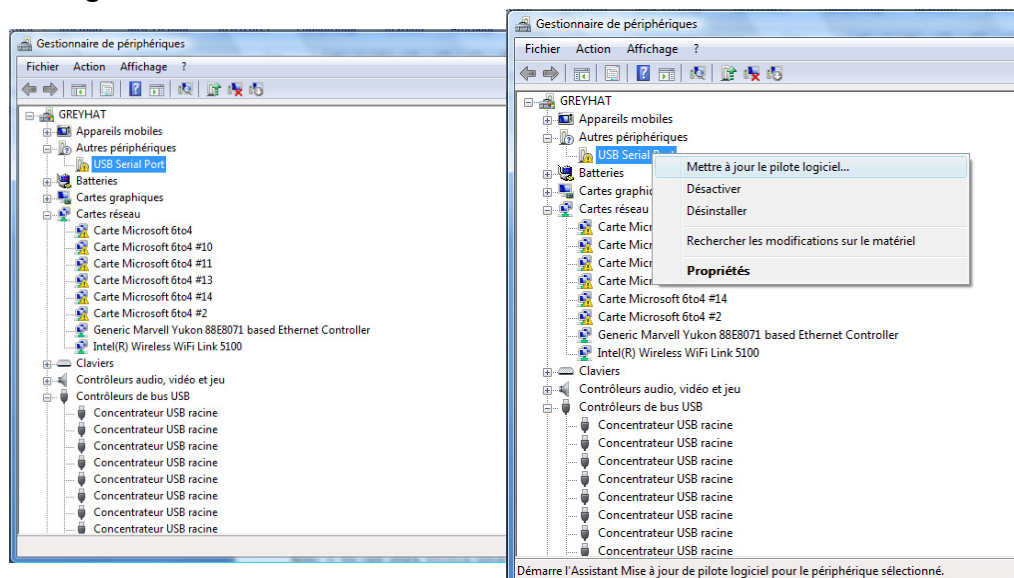 Gestionnaire de périphériques
Fichier Action Affichage ?
GREYHAT
Appareils mobiles
Autres périphériques
USB Serial Port
Batteries
Cartes graphiques
Cartes réseau
Carte Microsoft 6to4
Carte Microsoft 6to4 #10
Carte Microsoft 6to4 #11
Carte Microsoft 6to4 #13
Carte Microsoft 6to4 #14
Carte Microsoft 6to4 #2
Generic Marvell Yukon 88E8071 based Ethernet Controller
Intel(R) Wireless WiFi Link 5100
Claviers
Contrôleurs audio, vidéo et jeu
Contrôleurs de bus USB
Concentrateur USB racine
Concentrateur USB racine
Concentrateur USB racine
Concentrateur USB racine
Concentrateur USB racine
Concentrateur USB racine
Concentrateur USB racine
Concentrateur USB racine
Gestionnaire de périphériques
Fichier Action Affichage ?
GREYHAT
Appareils mobiles
Autres périphériques
USB Serial
Batteries
Cartes graphi
Cartes réseau
Carte Micr
Carte Micr
Carte Micr
Carte Micr
Mettre à jour le pilote logiciel...
Désactiver
Désinstaller
Rechercher les modifications sur le matériel
Propriétés
Carte Microsoft 6to4 #14
Carte Microsoft 6to4 #2
Generic Marvell Yukon 88E8071 based Ethernet Controller
Intel(R) Wireless WiFi Link 5100
Claviers
Contrôleurs audio, vidéo et jeu
Contrôleurs de bus USB
Concentrateur USB racine
Concentrateur USB racine
Concentrateur USB racine
Concentrateur USB racine
Concentrateur USB racine
Concentrateur USB racine
Concentrateur USB racine
Concentrateur USB racine
Démarre l'Assistant Mise à jour de pilote logiciel pour le périphérique sélectionné.